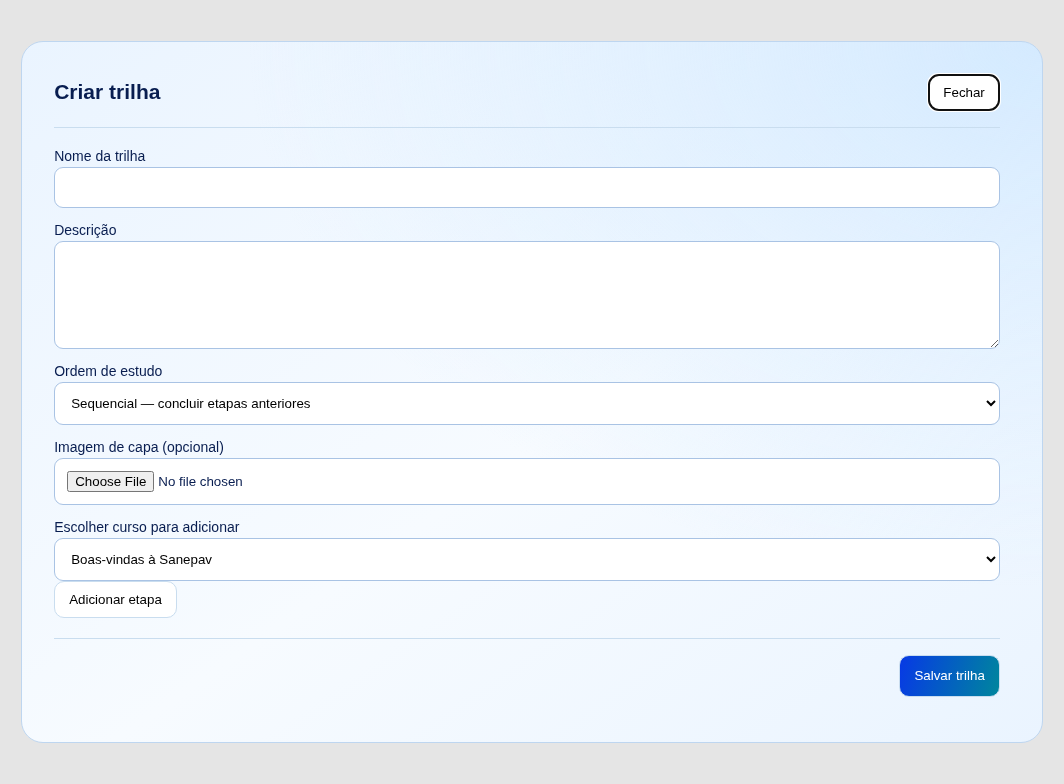 Criar trilha
Fechar
Nome da trilha
Descrição
Ordem de estudo
Sequencial — concluir etapas anteriores
Imagem de capa (opcional)
Choose File No file chosen
Escolher curso para adicionar
Boas-vindas à Sanepav
Adicionar etapa
Salvar trilha